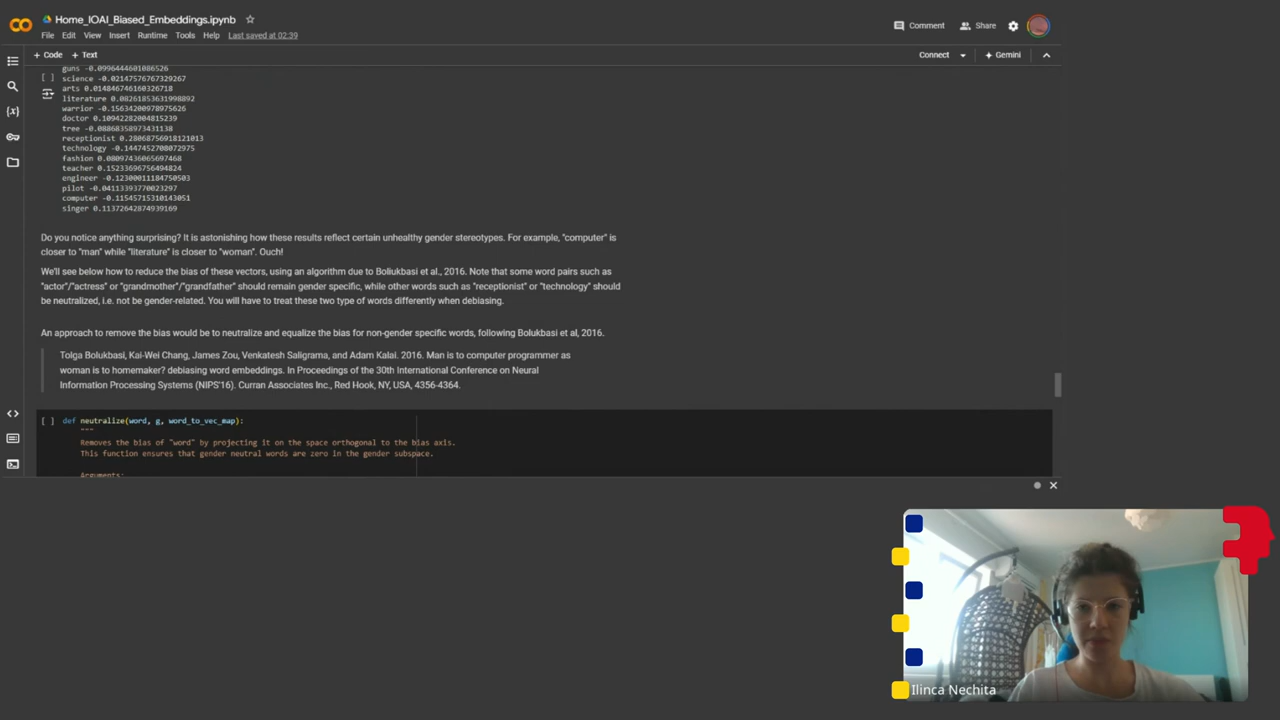 Home_IOAI_Biased_Embeddings.ipynb
File Edit View Insert Runtime Tools Help Last saved at 02:39
Comment Share
+ Code + Text
Connect Gemini
guns -0.0996444601086526
[ ] science -0.02147576767329267
arts 0.014846746160326718
literature 0.08261853631998892
warrior -0.15634200978975626
doctor 0.10942282004815239
tree -0.08868358973431138
receptionist 0.28068756918121013
technology -0.1447452708072975
fashion 0.08097436065697468
teacher 0.15233696756494824
engineer -0.12300011184750503
pilot -0.04113393770023297
computer -0.11545715310143051
singer 0.11372642874939169
Do you notice anything surprising? It is astonishing how these results reflect certain unhealthy gender stereotypes. For example, "computer" is
closer to "man" while "literature" is closer to "woman". Ouch!
We'll see below how to reduce the bias of these vectors, using an algorithm due to Boliukbasi et al., 2016. Note that some word pairs such as
"actor"/"actress" or "grandmother"/"grandfather" should remain gender specific, while other words such as "receptionist" or "technology" should
be neutralized, i.e. not be gender-related. You will have to treat these two type of words differently when debiasing.
An approach to remove the bias would be to neutralize and equalize the bias for non-gender specific words, following Bolukbasi et al, 2016.
Tolga Bolukbasi, Kai-Wei Chang, James Zou, Venkatesh Saligrama, and Adam Kalai. 2016. Man is to computer programmer as
woman is to homemaker? debiasing word embeddings. In Proceedings of the 30th International Conference on Neural
Information Processing Systems (NIPS'16). Curran Associates Inc., Red Hook, NY, USA, 4356-4364.
[ ] def neutralize(word, g, word_to_vec_map):
"""
Removes the bias of "word" by projecting it on the space orthogonal to the bias axis.
This function ensures that gender neutral words are zero in the gender subspace.
Arguments:
Ilinca Nechita